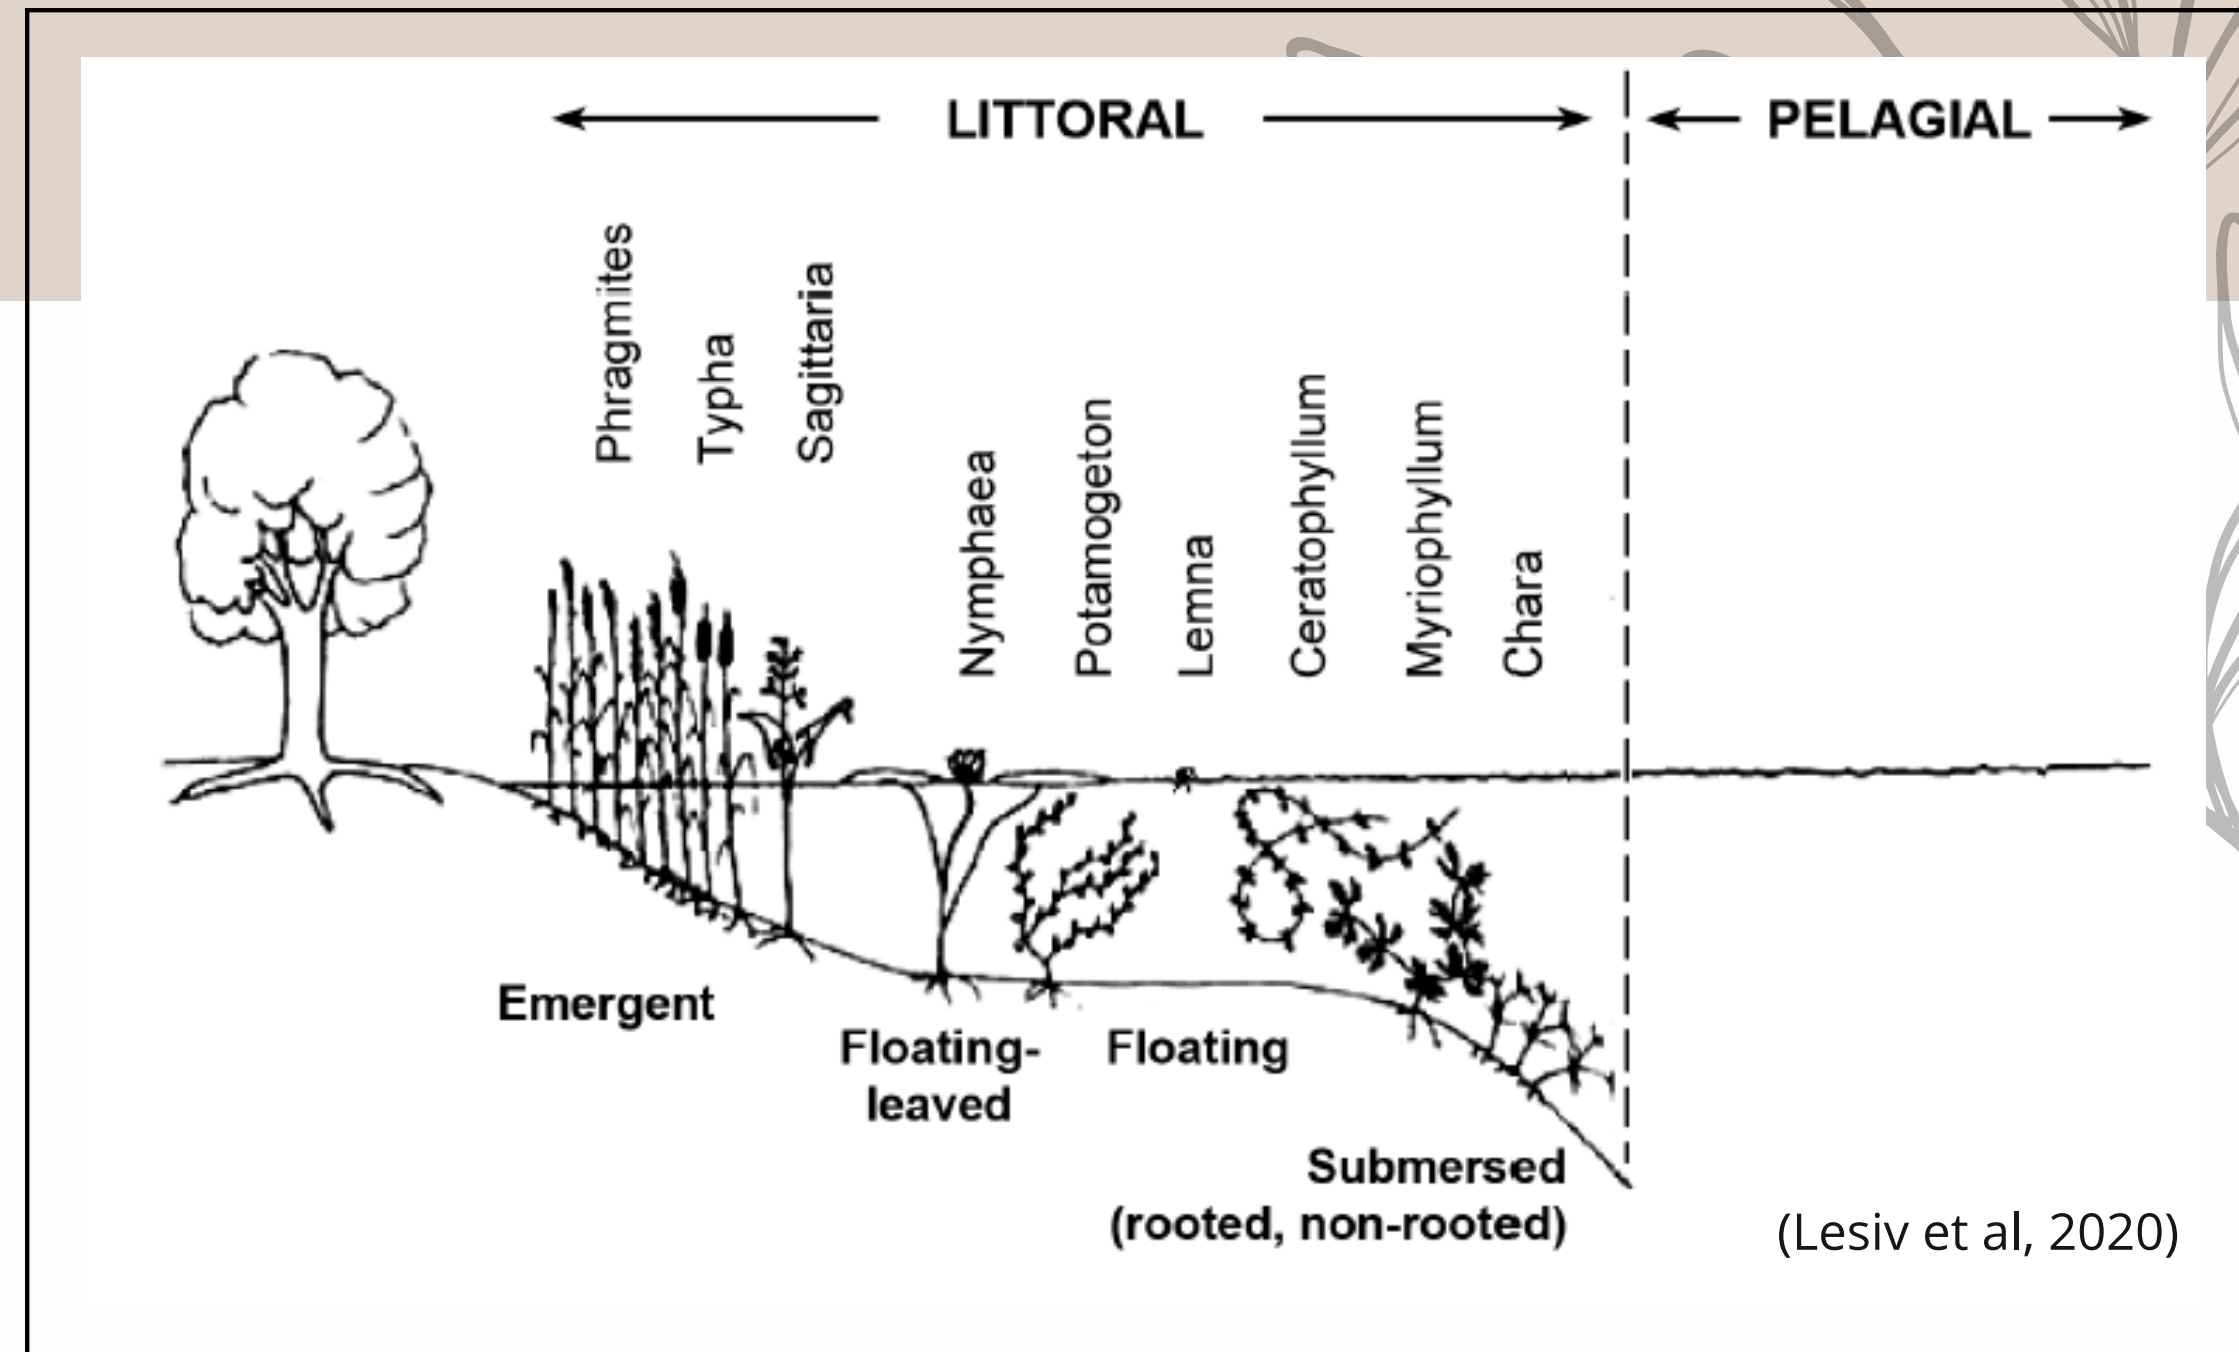 LITTORAL
PELAGIAL
Phragmites
Typha
Sagittaria
Nymphaea
Potamogeton
Lemna
Ceratophyllum
Myriophyllum
Chara
Emergent
Floating-
leaved
Floating
Submersed
(rooted, non-rooted)
(Lesiv et al, 2020)